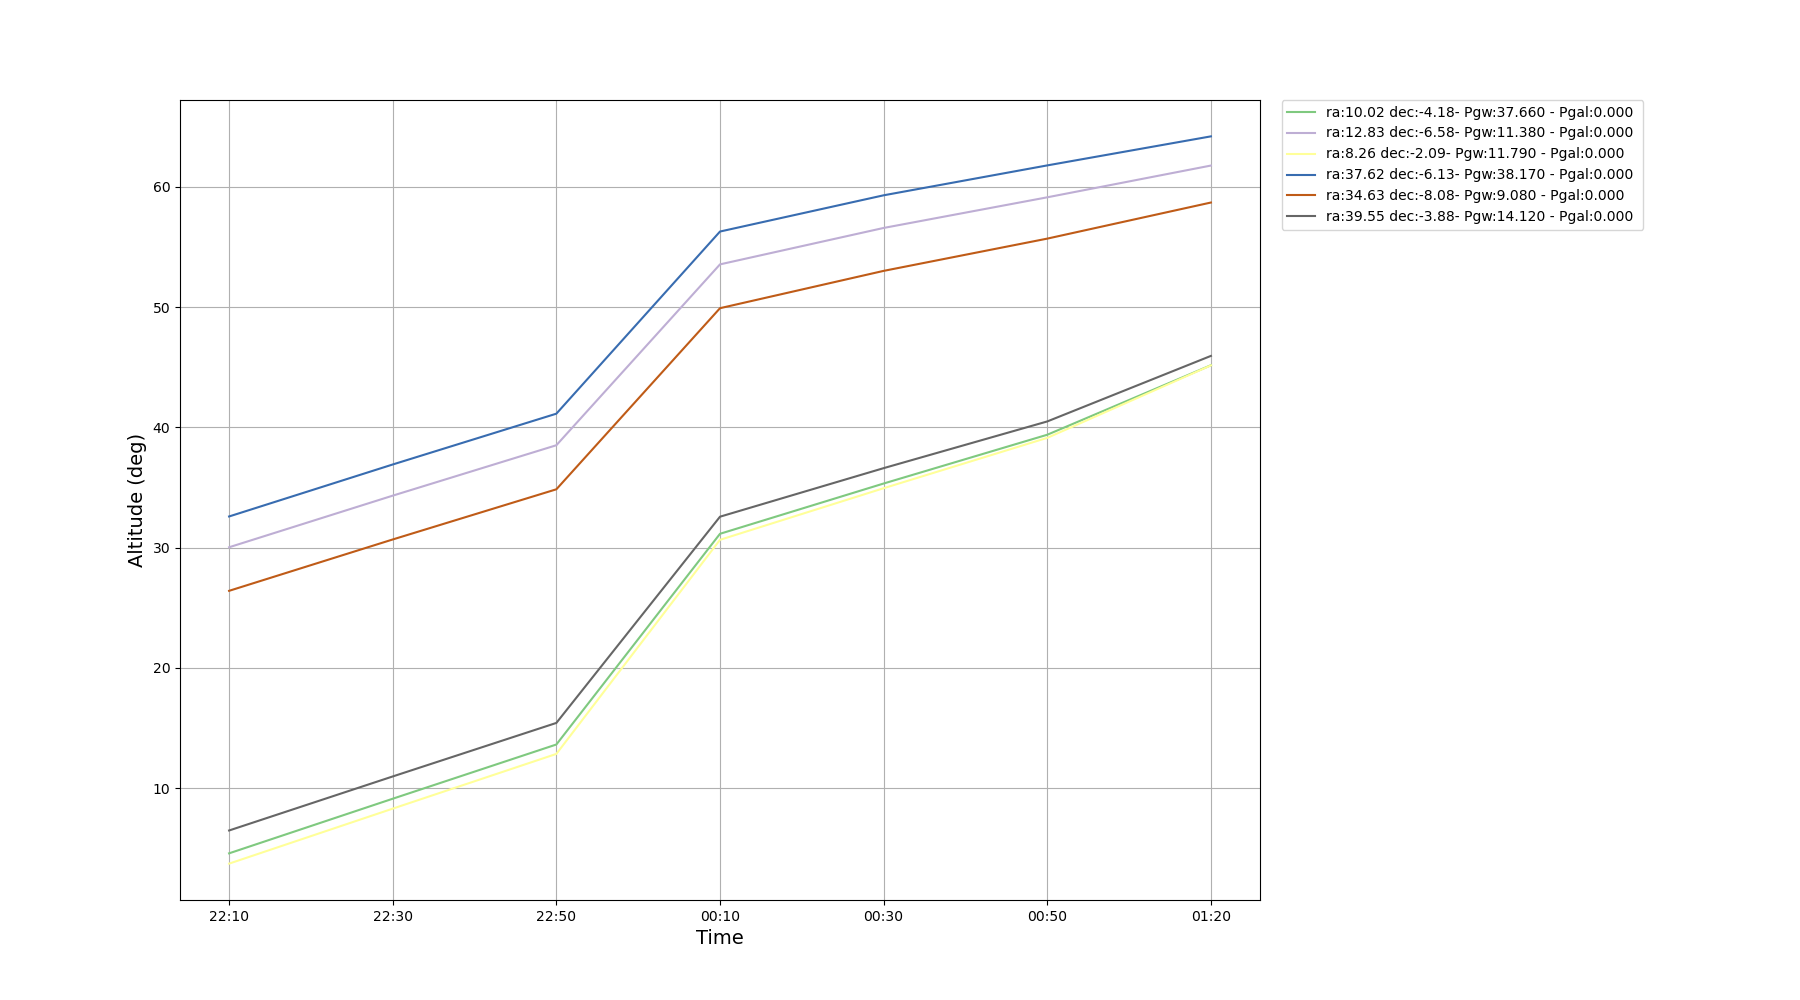 ra:10.02 dec:-4.18- Pgw:37.660 - Pgal:0.000
ra:12.83 dec:-6.58- Pgw:11.380 - Pgal:0.000
ra:8.26 dec:-2.09- Pgw:11.790 - Pgal:0.000
ra:37.62 dec:-6.13- Pgw:38.170 - Pgal:0.000
ra:34.63 dec:-8.08- Pgw:9.080 - Pgal:0.000
ra:39.55 dec:-3.88- Pgw:14.120 - Pgal:0.000
60
50
40
30
20
10
Altitude (deg)
22:10 22:30 22:50 00:10 00:30 00:50 01:20
Time